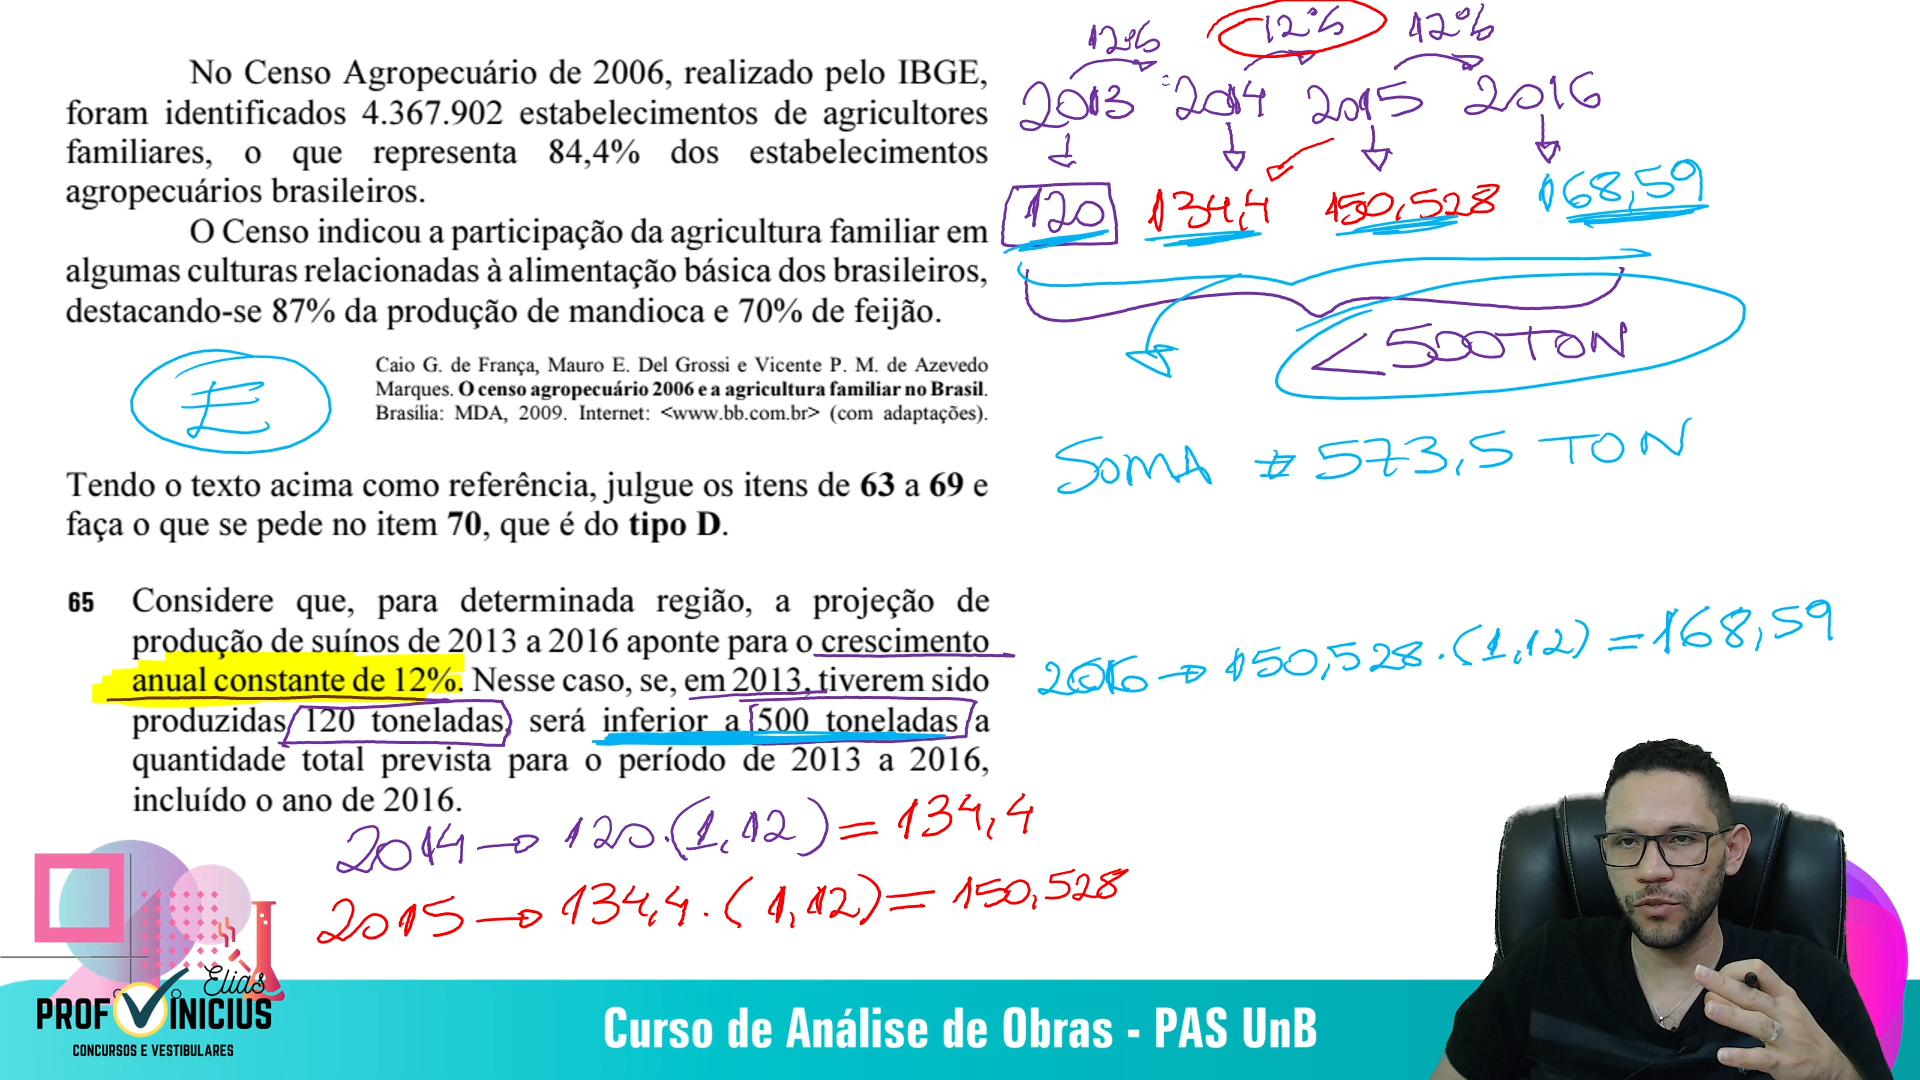 No Censo Agropecuário de 2006, realizado pelo IBGE,
foram identificados 4.367.902 estabelecimentos de agricultores
familiares, o que representa 84,4% dos estabelecimentos
agropecuários brasileiros.
O Censo indicou a participação da agricultura familiar em
algumas culturas relacionadas à alimentação básica dos brasileiros,
destacando-se 87% da produção de mandioca e 70% de feijão.
Caio G. de França, Mauro E. Del Grossi e Vicente P. M. de Azevedo
Marques. O censo agropecuário 2006 e a agricultura familiar no Brasil.
Brasília: MDA, 2009. Internet: <www.bb.com.br> (com adaptações).
E
Tendo o texto acima como referência, julgue os itens de 63 a 69 e
faça o que se pede no item 70, que é do tipo D.
65 Considere que, para determinada região, a projeção de
produção de suínos de 2013 a 2016 aponte para o crescimento
anual constante de 12%. Nesse caso, se, em 2013, tiverem sido
produzidas 120 toneladas, será inferior a 500 toneladas a
quantidade total prevista para o período de 2013 a 2016,
incluído o ano de 2016.
2014 → 120.(1,12) = 134,4
2015 → 134,4.(1,12) = 150,528
12% 12% 12%
2013 2014 2015 2016
120 134,4 150,528 168,59
<500 TON
SOMA = 573,5 TON
2016 → 150,528.(1,12) = 168,59
Elias
PROF VINICIUS
CONCURSOS E VESTIBULARES
Curso de Análise de Obras - PAS UnB